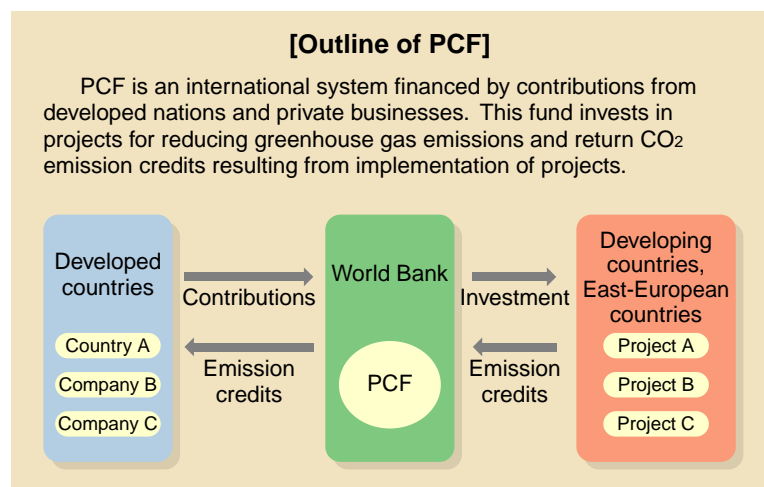 [Outline of PCF]
PCF is an international system financed by contributions from
developed nations and private businesses. This fund invests in
projects for reducing greenhouse gas emissions and return CO2
emission credits resulting from implementation of projects.
Developed
countries
Country A
Company B
Company C
Contributions
Emission
credits
World Bank
PCF
Investment
Emission
credits
Developing
countries,
East-European
countries
Project A
Project B
Project C